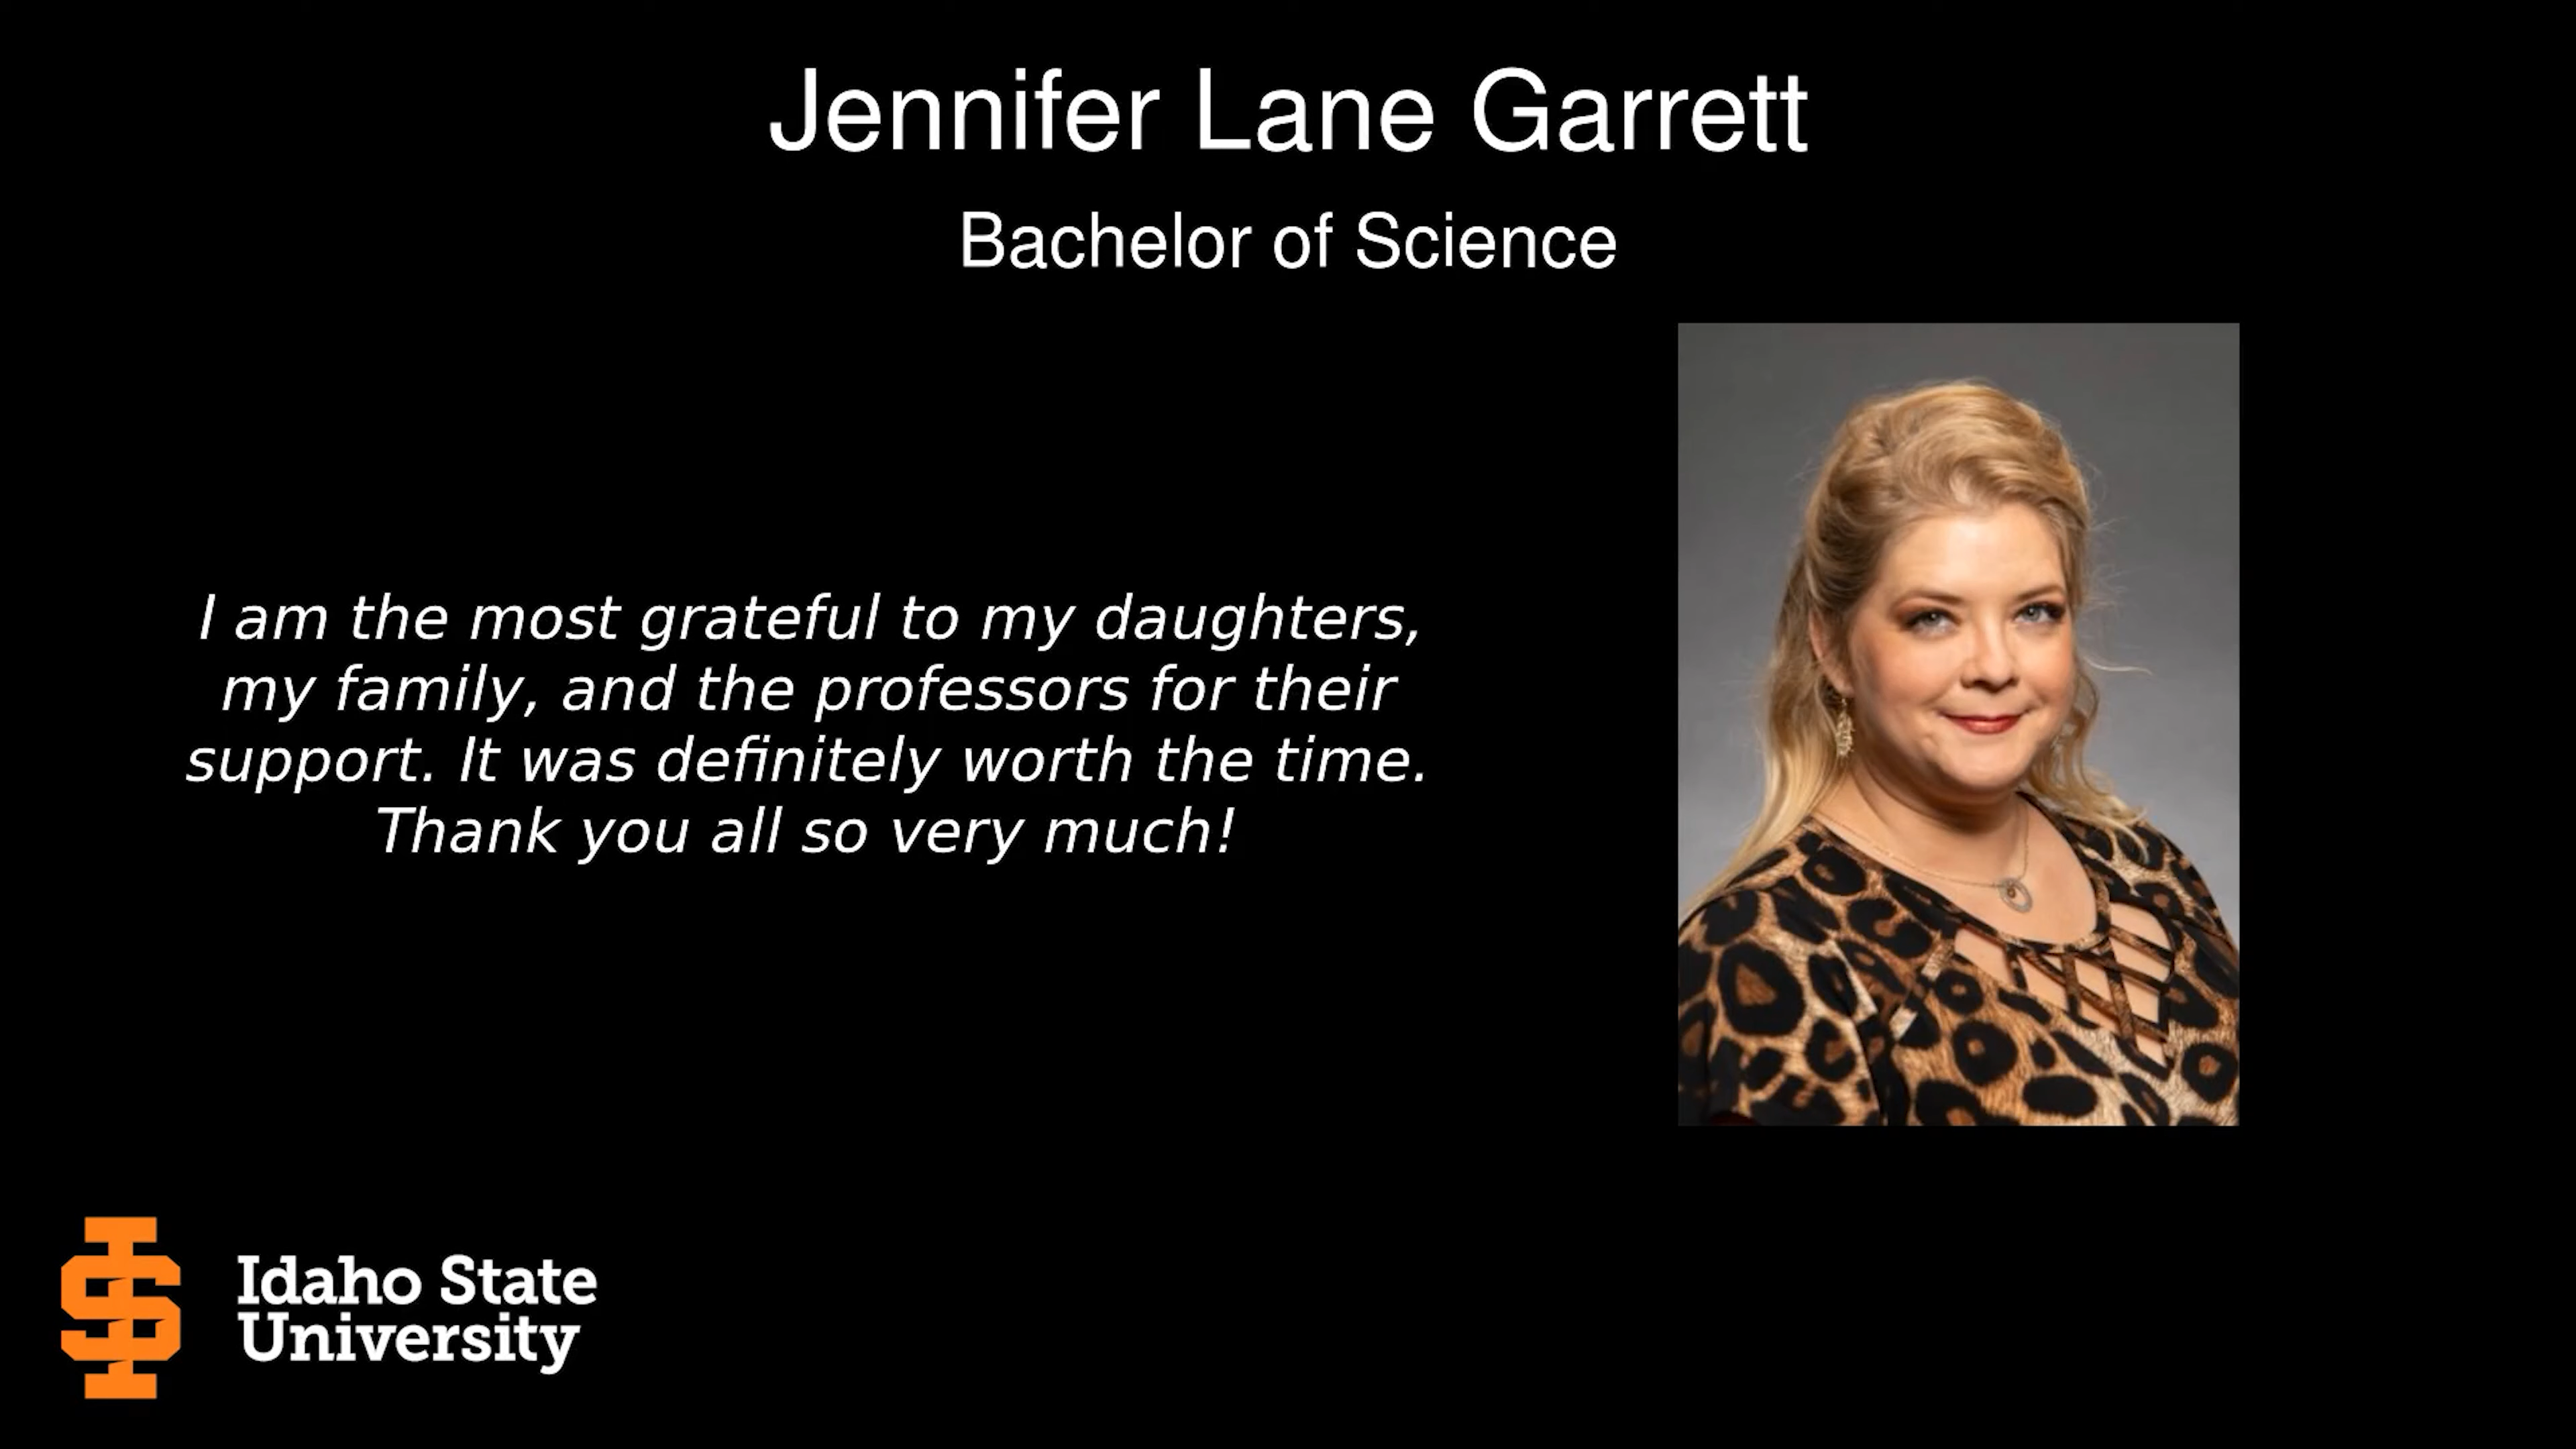 Jennifer Lane Garrett
Bachelor of Science
I am the most grateful to my daughters,
my family, and the professors for their
support. It was definitely worth the time.
Thank you all so very much!
Idaho State
University